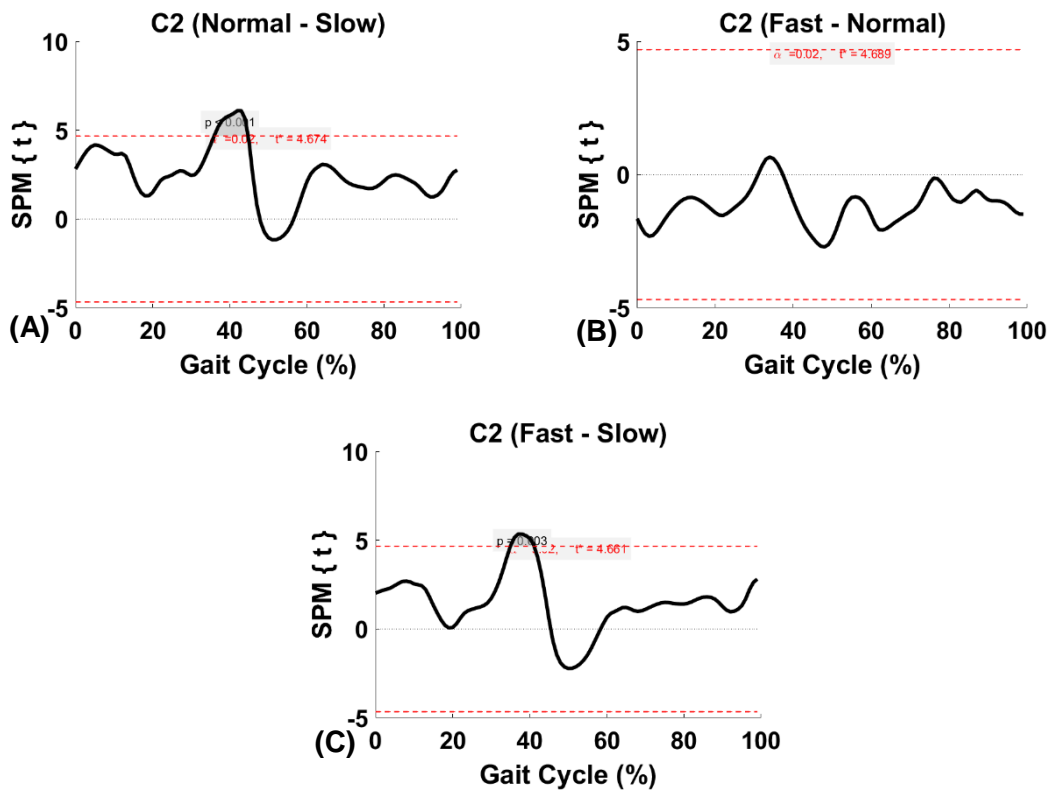 C2 (Normal - Slow)
10
5
0
-5
SPM { t }
p < 0.001
=0.02, t* = 4.674
0 20 40 60 80 100
Gait Cycle (%)
(A)
C2 (Fast - Normal)
5
0
-5
SPM { t }
α =0.02, t* = 4.689
0 20 40 60 80 100
Gait Cycle (%)
(B)
C2 (Fast - Slow)
10
5
0
-5
SPM { t }
p = 0.003
t* = 4.661
0 20 40 60 80 100
Gait Cycle (%)
(C)